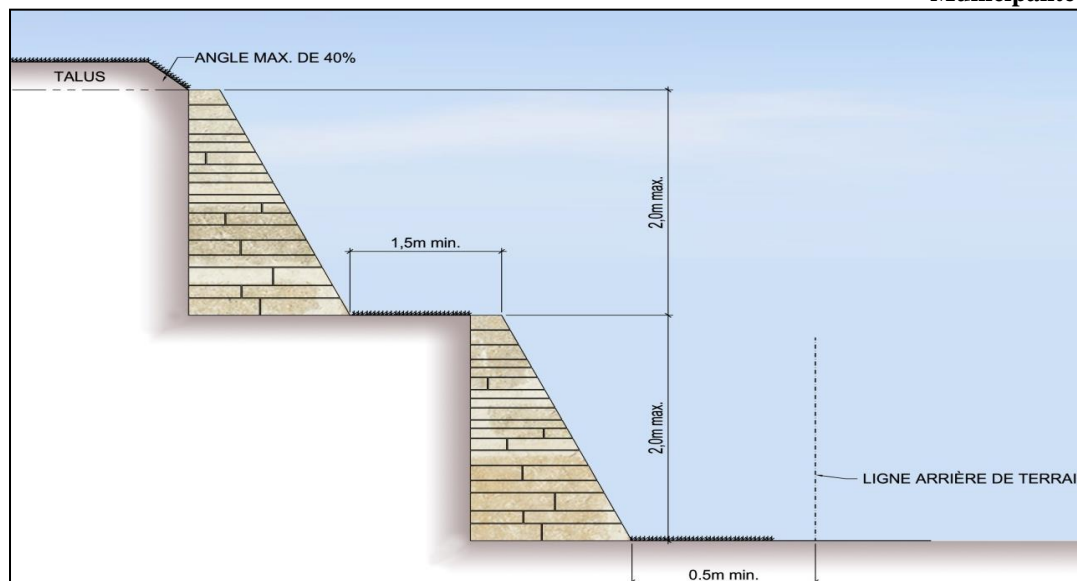 ANGLE MAX. DE 40%
TALUS
2,0m max.
1,5m min.
2,0m max.
LIGNE ARRIÈRE DE TERRAI
0.5m min.